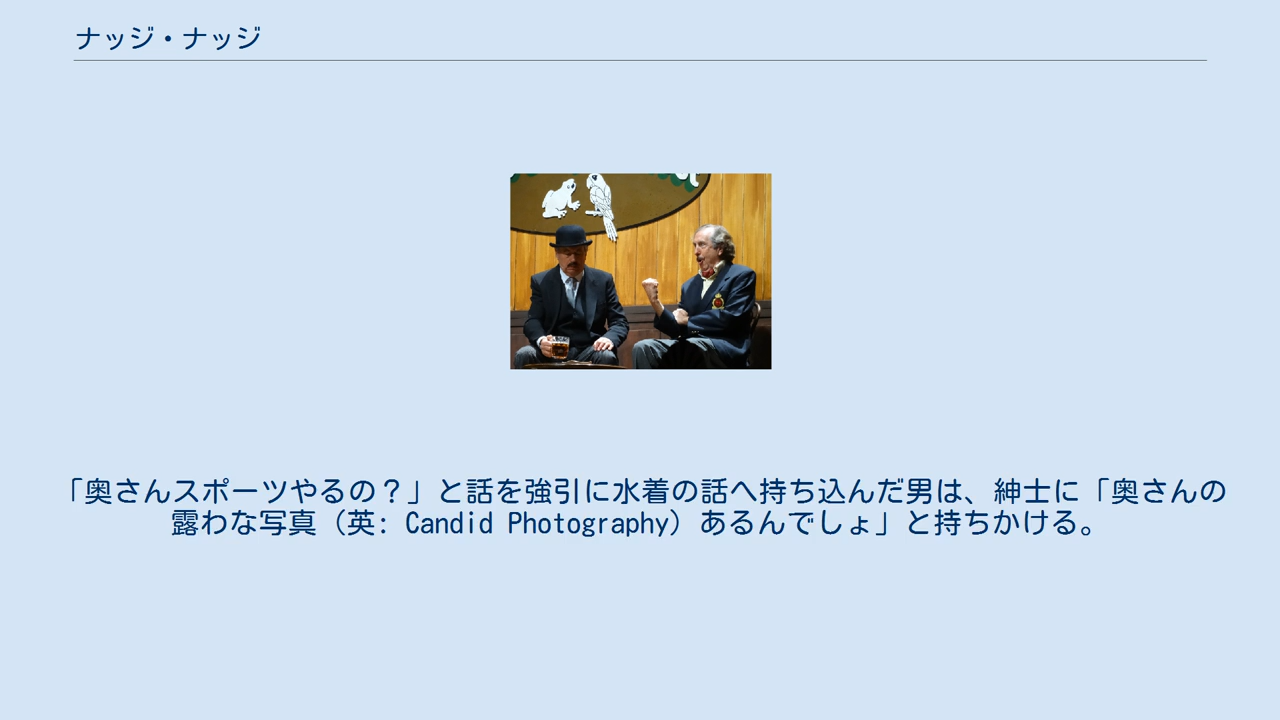 ナッジ・ナッジ
「奥さんスポーツやるの？」と話を強引に水着の話へ持ち込んだ男は、紳士に「奥さんの
露わな写真（英: Candid Photography）あるんでしょ」と持ちかける。